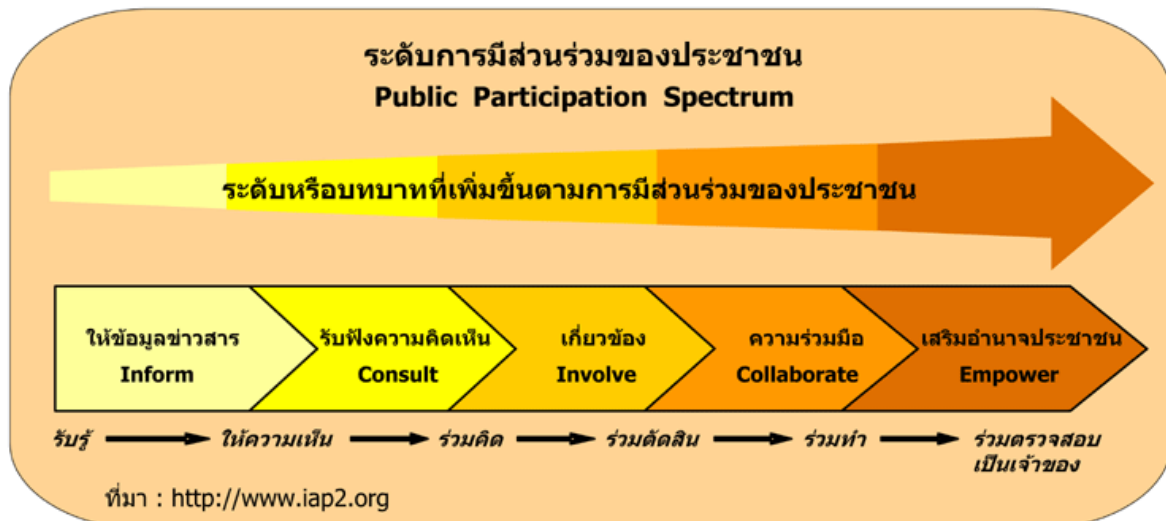 ระดับการมีส่วนร่วมของประชาชน
Public Participation Spectrum
ระดับหรือบทบาทที่เพิ่มขึ้นตามการมีส่วนร่วมของประชาชน
ให้ข้อมูลข่าวสาร
Inform
รับฟังความคิดเห็น
Consult
เกี่ยวข้อง
Involve
ความร่วมมือ
Collaborate
เสริมอำนาจประชาชน
Empower
รับรู้ ให้ความเห็น ร่วมคิด ร่วมตัดสิน ร่วมทำ ร่วมตรวจสอบ
เป็นเจ้าของ
ที่มา : http://www.iap2.org